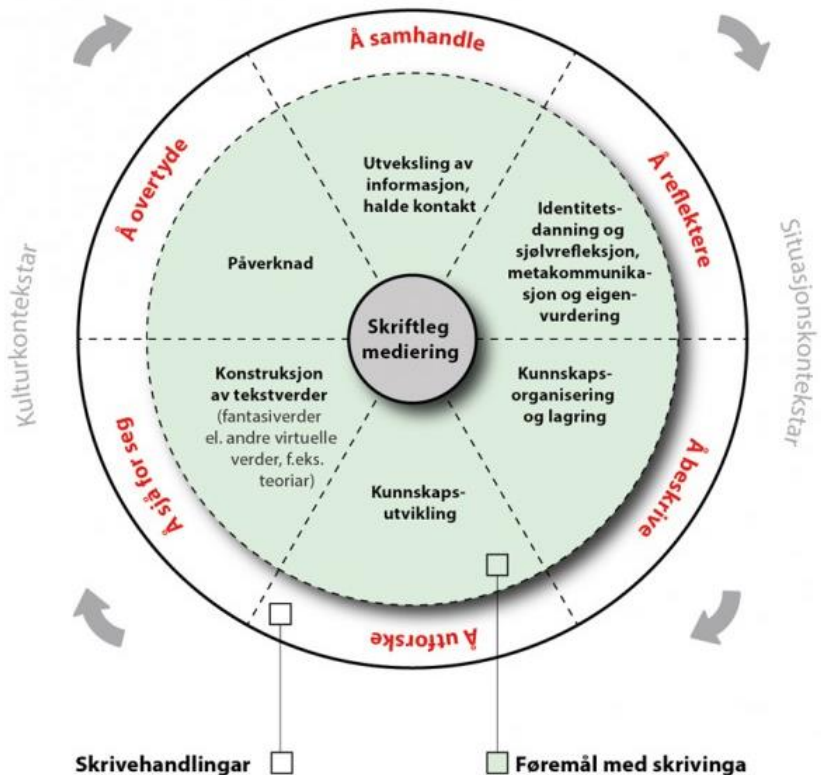 Å samhandle
Å reflektere
Å beskrive
Å utforske
Å sjå for seg
Å overtyde
Kulturkontekstar
Situasjonskontekstar
Utveksling av
informasjon,
halde kontakt
Identitets-
danning og
sjølvrefleksjon,
metakommunika-
sjon og eigen-
vurdering
Kunnskaps-
organisering
og lagring
Kunnskaps-
utvikling
Konstruksjon
av tekstverder
(fantasiverder
el. andre virtuelle
verder, f.eks.
teoriar)
Påverknad
Skriftleg
mediering
Skrivehandlingar
Føremål med skrivinga